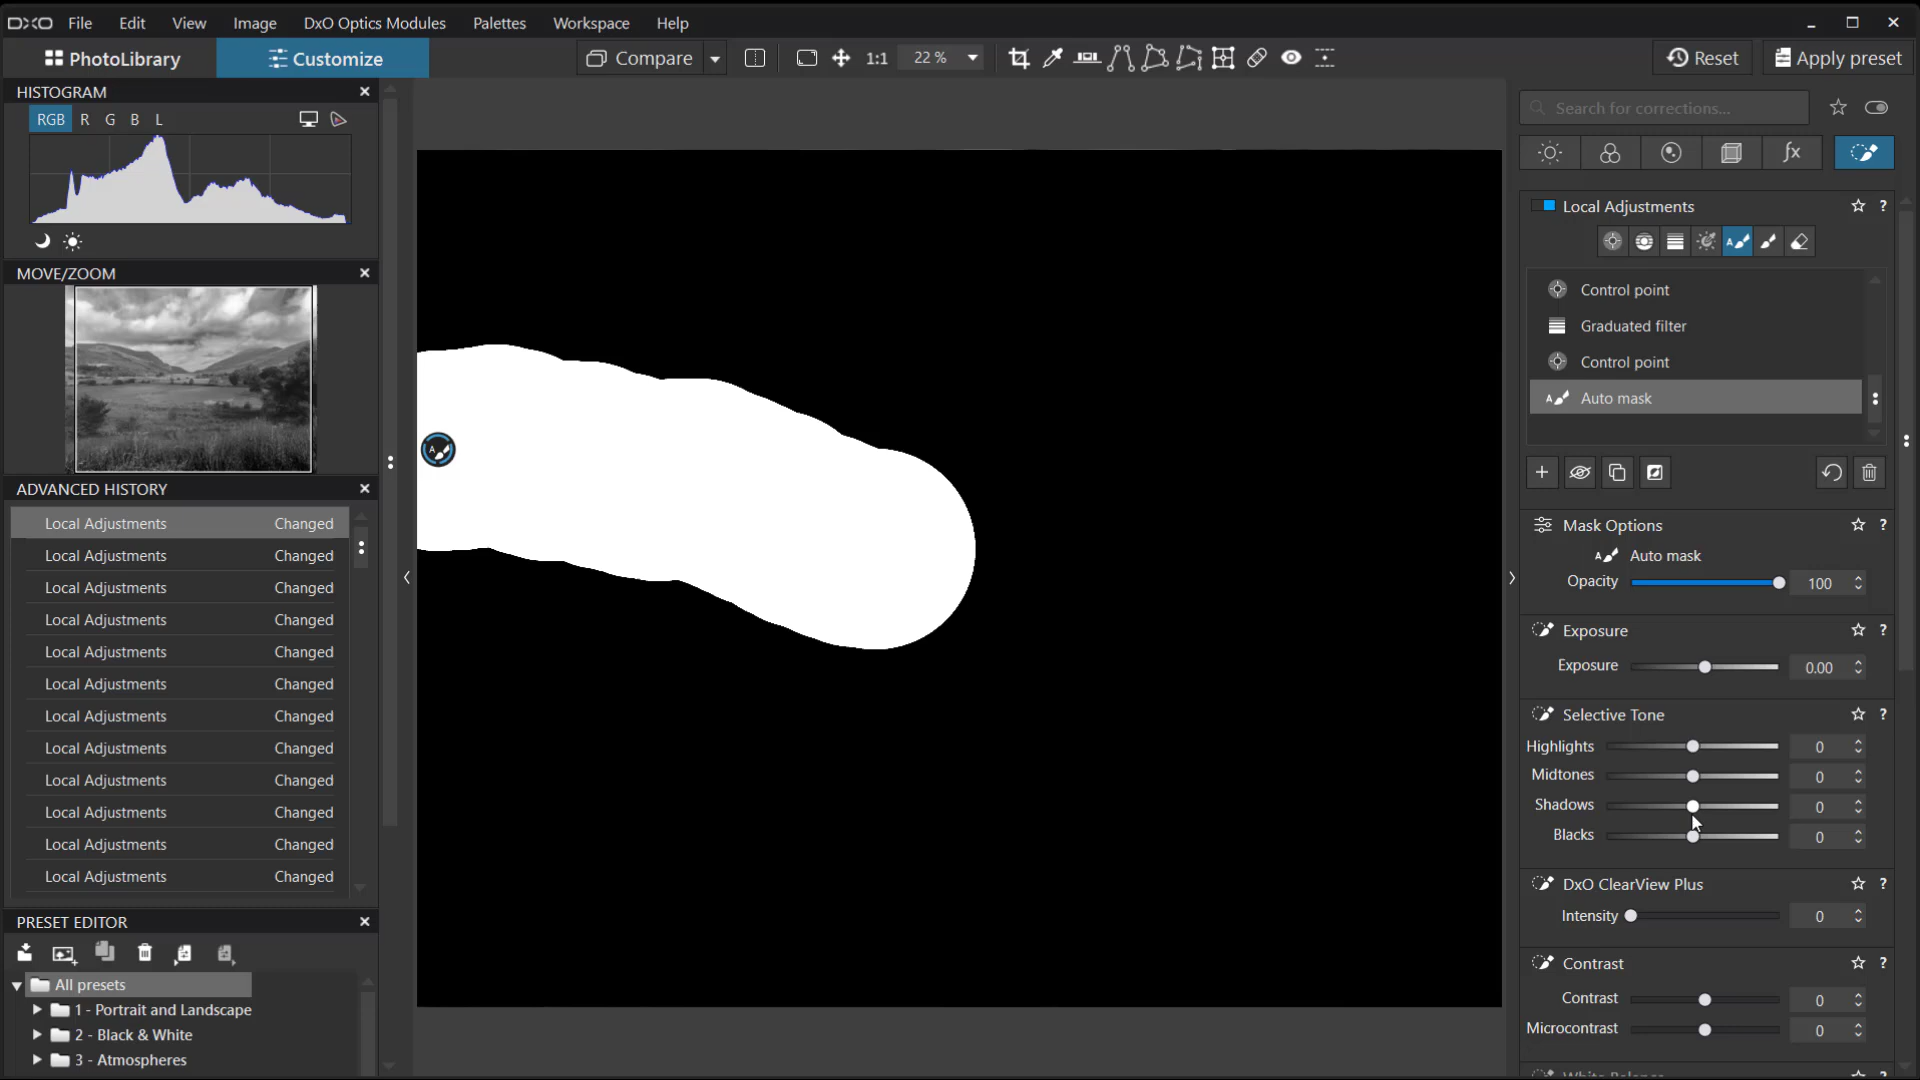 DXO File Edit View Image DxO Optics Modules Palettes Workspace Help
PhotoLibrary Customize Compare 1:1 22 % Reset Apply preset
HISTOGRAM
RGB R G B L
MOVE/ZOOM
ADVANCED HISTORY
Local Adjustments Changed
Local Adjustments Changed
Local Adjustments Changed
Local Adjustments Changed
Local Adjustments Changed
Local Adjustments Changed
Local Adjustments Changed
Local Adjustments Changed
Local Adjustments Changed
Local Adjustments Changed
Local Adjustments Changed
Local Adjustments Changed
PRESET EDITOR
All presets
1 - Portrait and Landscape
2 - Black & White
3 - Atmospheres
A
Search for corrections...
fx
Local Adjustments ?
A
Control point
Graduated filter
Control point
A Auto mask
Mask Options ?
A Auto mask
Opacity 100
Exposure ?
Exposure 0.00
Selective Tone ?
Highlights 0
Midtones 0
Shadows 0
Blacks 0
DxO ClearView Plus ?
Intensity 0
Contrast ?
Contrast 0
Microcontrast 0
White Balance ?